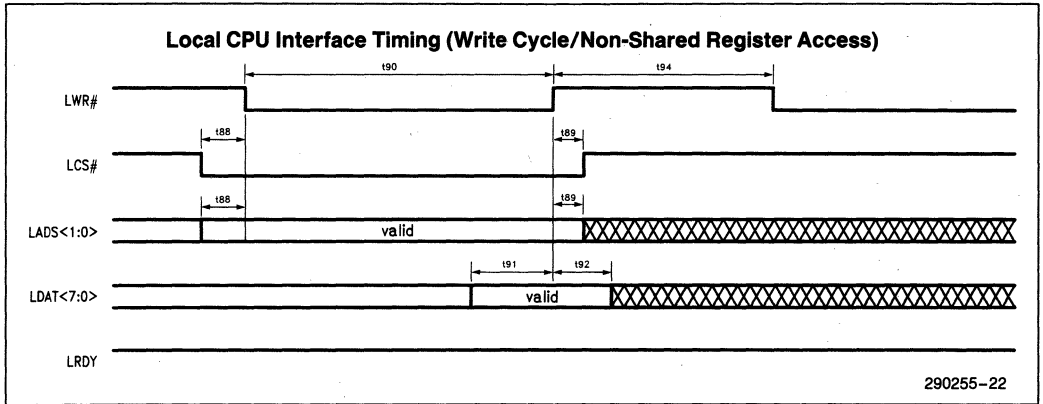 Local CPU Interface Timing (Write Cycle/Non-Shared Register Access)
t90 t94
LWR#
t88 t89
LCS#
t88 t89
LADS<1:0> valid
t91 t92
LDAT<7:0> valid
LRDY
290255-22